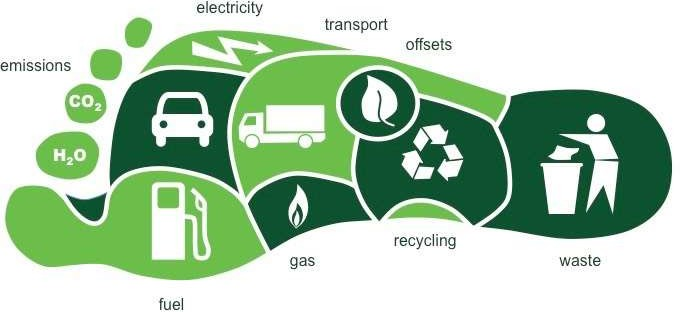 electricity
transport
offsets
emissions
CO₂
H₂O
recycling
gas
waste
fuel